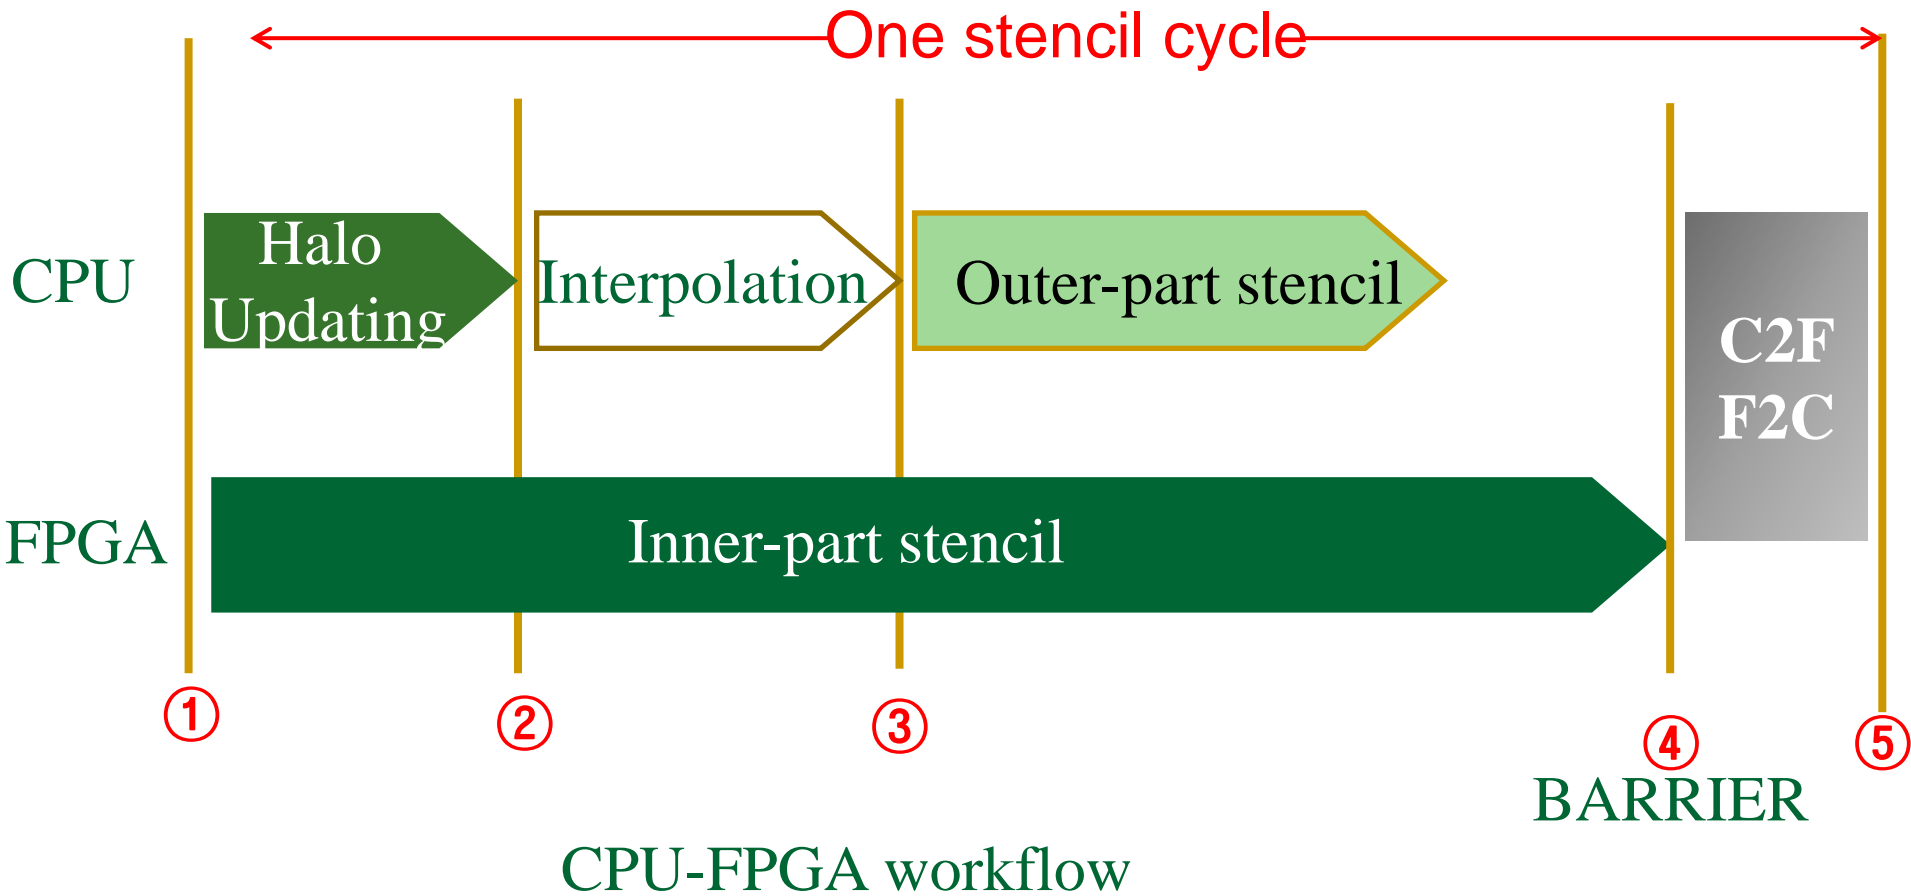 One stencil cycle
CPU
Halo
Updating
Interpolation
Outer-part stencil
C2F
F2C
FPGA
Inner-part stencil
①
②
③
④
⑤
BARRIER
CPU-FPGA workflow